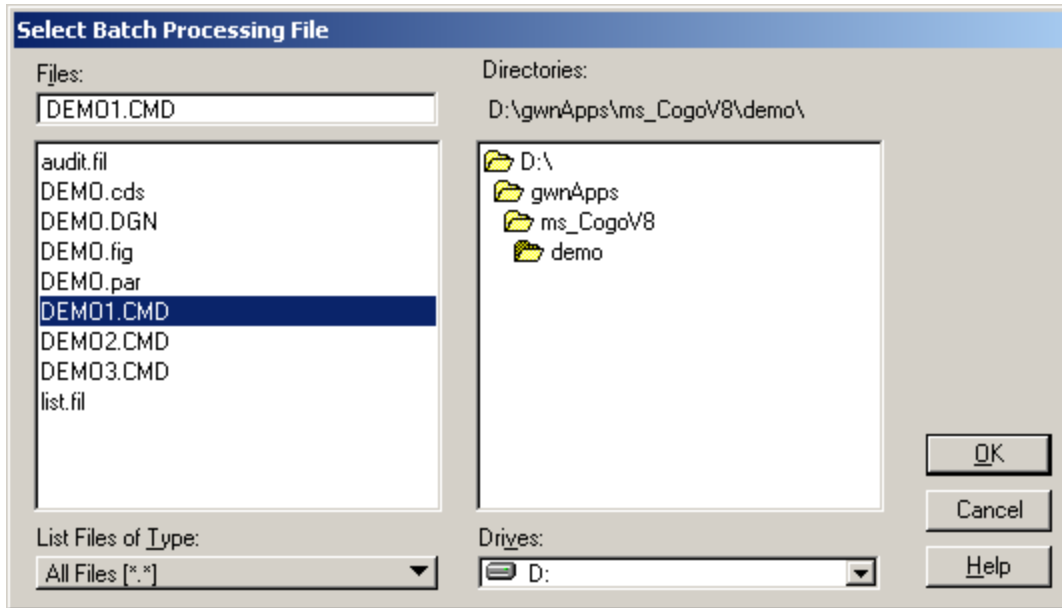 Select Batch Processing File
Files:
DEMO1.CMD
audit.fil
DEMO.cds
DEMO.DGN
DEMO.fig
DEMO.par
DEMO1.CMD
DEMO2.CMD
DEMO3.CMD
list.fil
List Files of Type:
All Files [*.*]
Directories:
D:\gwnApps\ms_CogoV8\demo\
D:\
gwnApps
ms_CogoV8
demo
Drives:
D:
OK
Cancel
Help